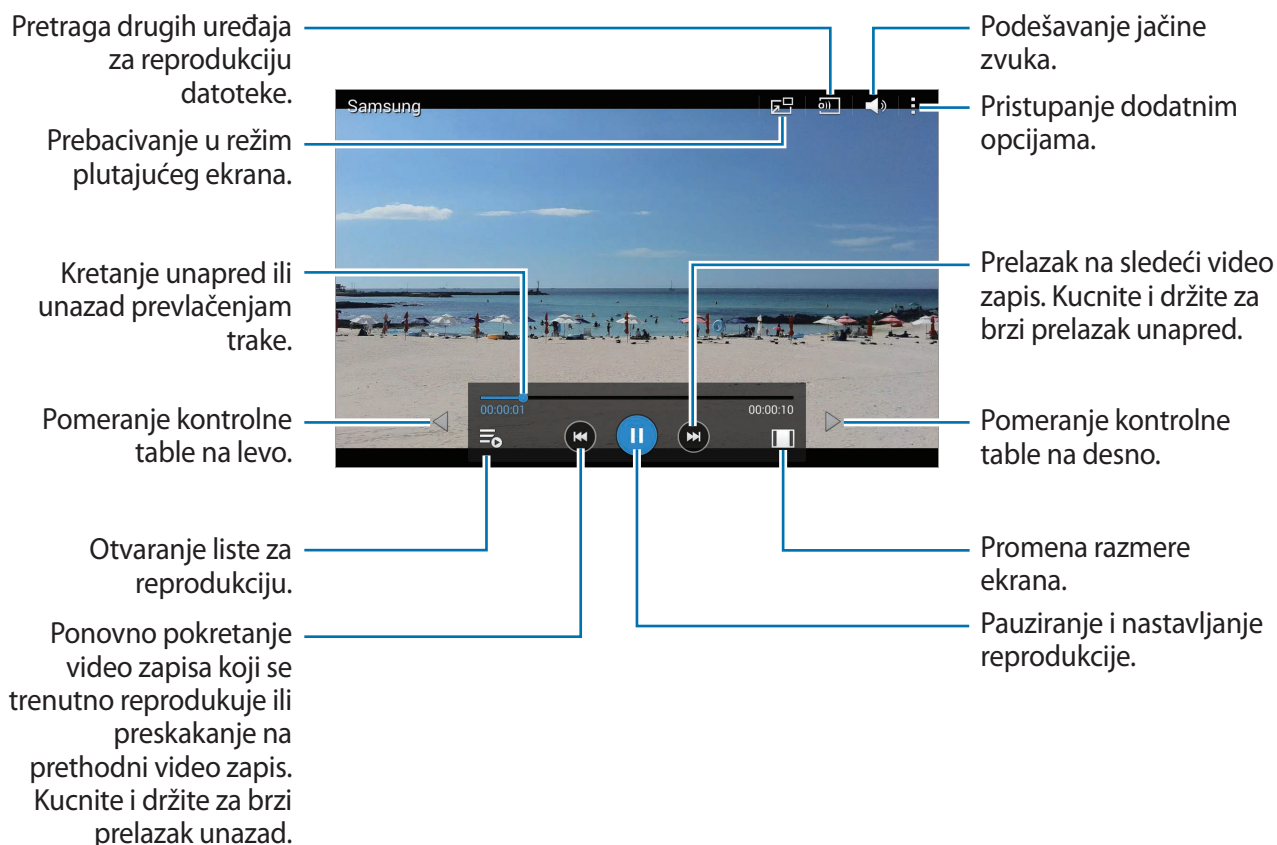 Pretraga drugih uređaja
za reprodukciju
datoteke.
Prebacivanje u režim
plutajućeg ekrana.
Kretanje unapred ili
unazad prevlačenjam
trake.
Pomeranje kontrolne
table na levo.
Otvaranje liste za
reprodukciju.
Ponovno pokretanje
video zapisa koji se
trenutno reprodukuje ili
preskakanje na
prethodni video zapis.
Kucnite i držite za brzi
prelazak unazad.
Samsung
00:00:01
00:00:10
Podešavanje jačine
zvuka.
Pristupanje dodatnim
opcijama.
Prelazak na sledeći video
zapis. Kucnite i držite za
brzi prelazak unapred.
Pomeranje kontrolne
table na desno.
Promena razmere
ekrana.
Pauziranje i nastavljanje
reprodukcije.